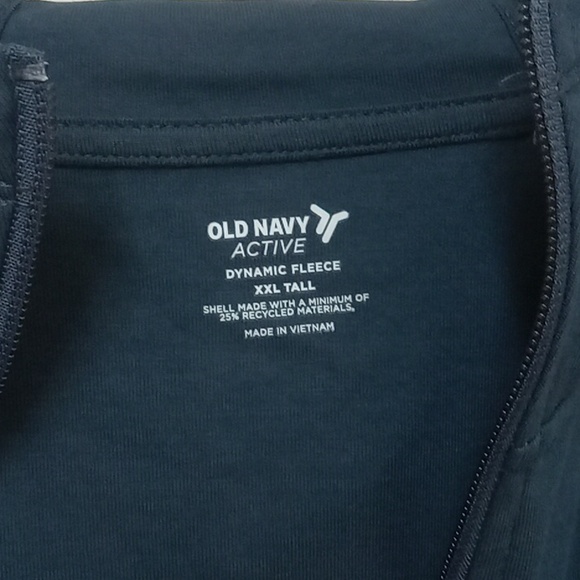 OLD NAVY
ACTIVE
DYNAMIC FLEECE
XXL TALL
SHELL MADE WITH A MINIMUM OF
25% RECYCLED MATERIALS.
MADE IN VIETNAM